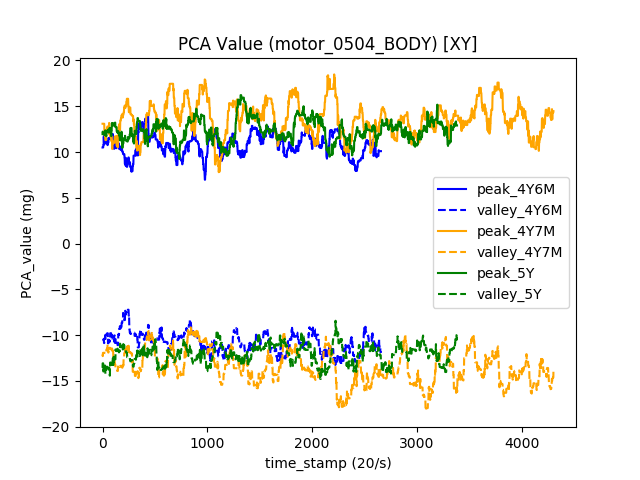 PCA Value (motor_0504_BODY) [XY]
PCA_value (mg)
20
15
10
5
0
−5
−10
−15
−20
peak_4Y6M
valley_4Y6M
peak_4Y7M
valley_4Y7M
peak_5Y
valley_5Y
0 1000 2000 3000 4000
time_stamp (20/s)